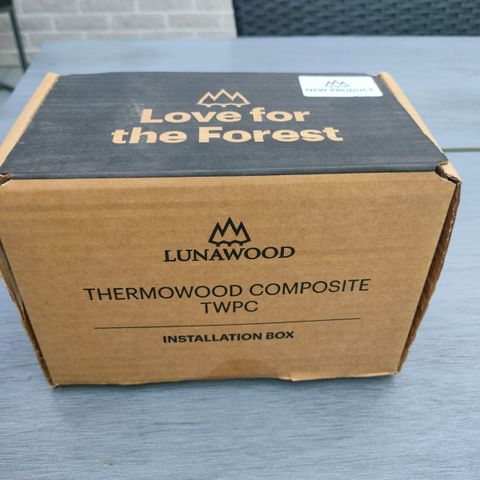 NEW PRODUCT
Love for
the Forest
LUNAWOOD
THERMOWOOD COMPOSITE
TWPC
INSTALLATION BOX